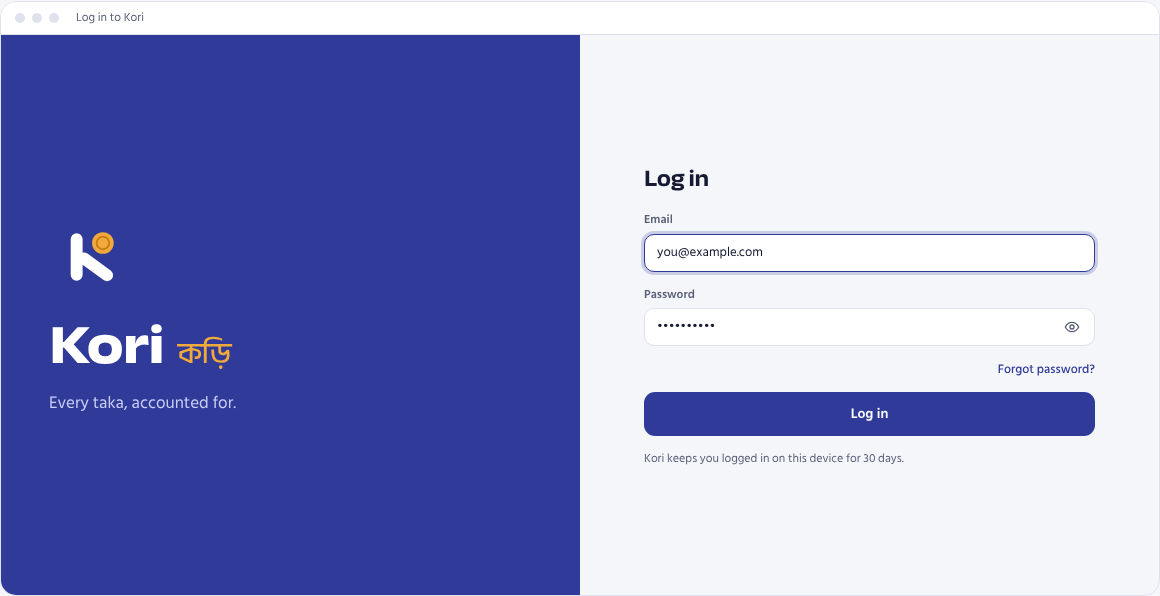 Log in to Kori
Kori কড়ি
Every taka, accounted for.
Log in
Email
you@example.com
Password
••••••••••
Forgot password?
Log in
Kori keeps you logged in on this device for 30 days.